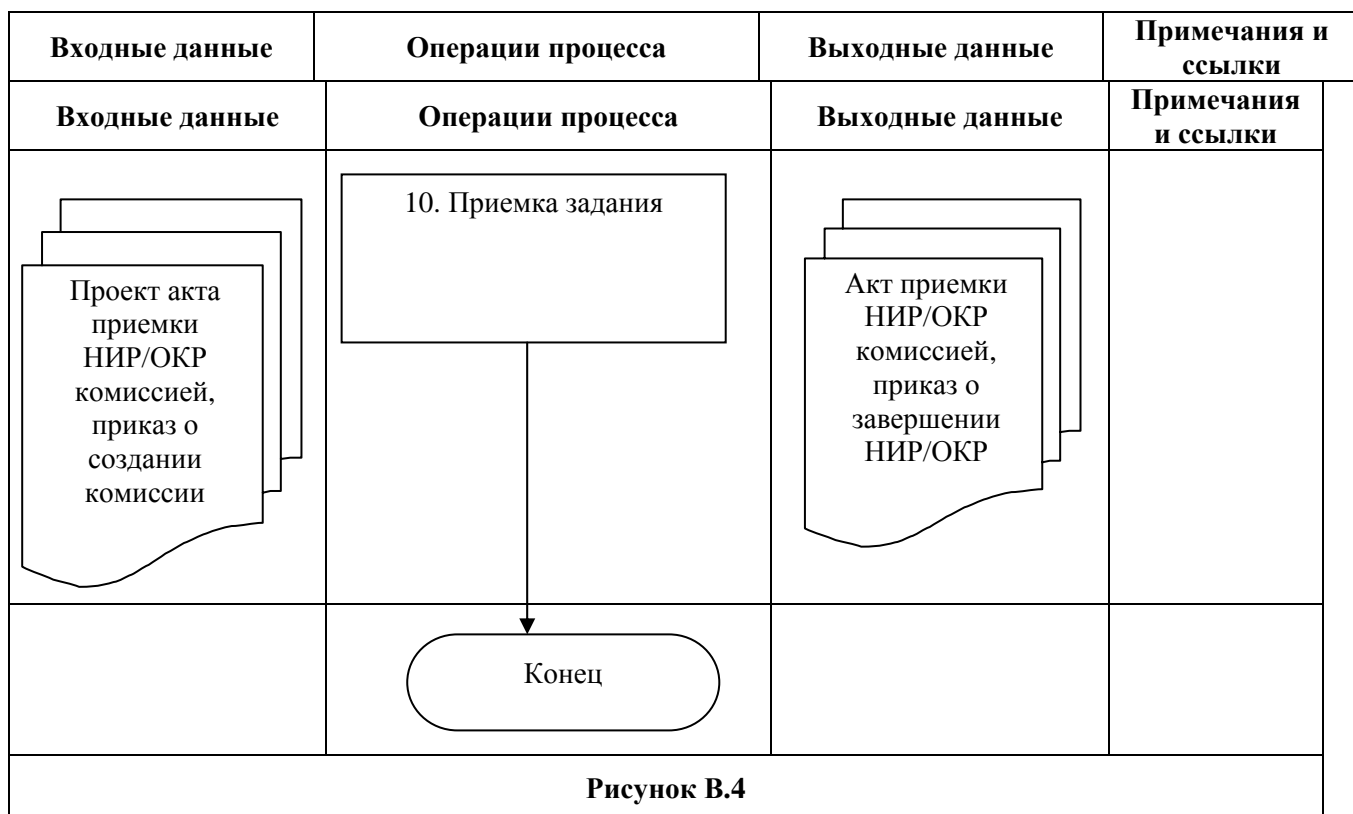 Входные данные
Операции процесса
Выходные данные
Примечания и
ссылки
Входные данные
Операции процесса
Выходные данные
Примечания
и ссылки
Проект акта
приемки
НИР/ОКР
комиссией,
приказ о
создании
комиссии
10. Приемка задания
Акт приемки
НИР/ОКР
комиссией,
приказ о
завершении
НИР/ОКР
Конец
Рисунок В.4